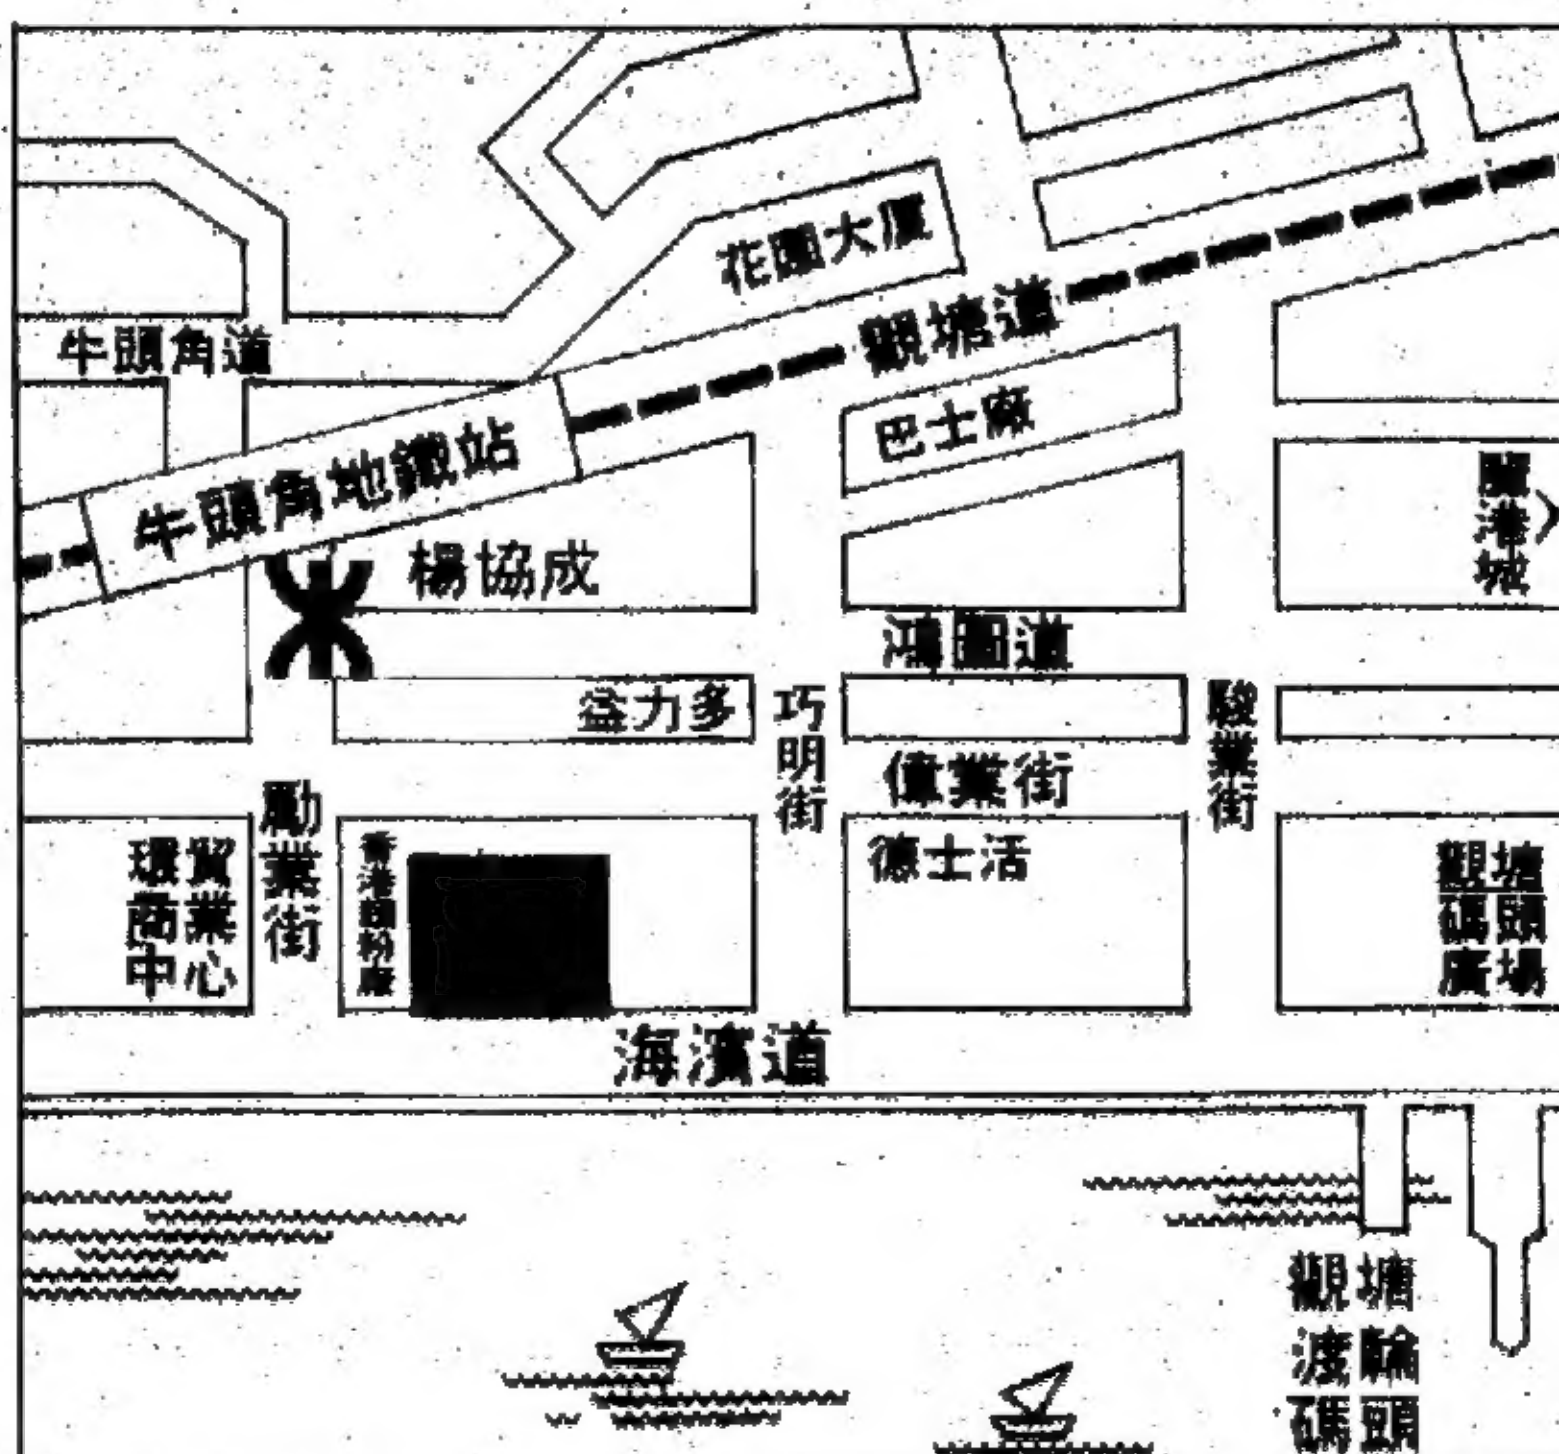 花園大厦
觀塘道
牛頭角道
巴士廠
牛頭角地鐵站
楊協成
鴻圖道
益力多
巧明街
駿業街
偉業街
勵業街
德士活
環貿
商業
中心
香港麵粉廠
觀塘
碼頭
廣場
海濱道
觀塘
渡輪
碼頭